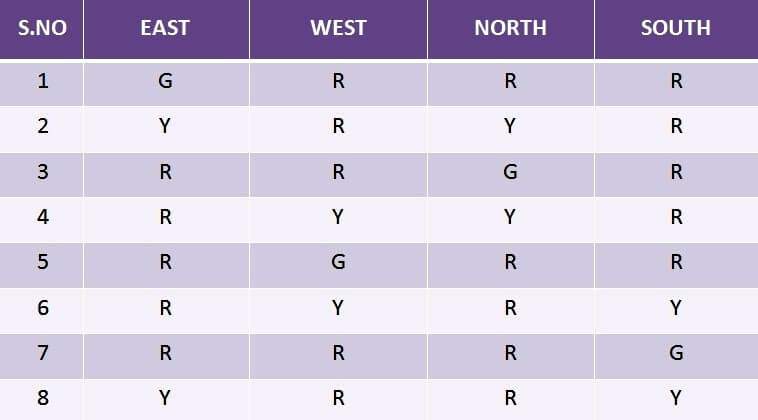 S.NO EAST WEST NORTH SOUTH
1 G R R R
2 Y R Y R
3 R R G R
4 R Y Y R
5 R G R R
6 R Y R Y
7 R R R G
8 Y R R Y